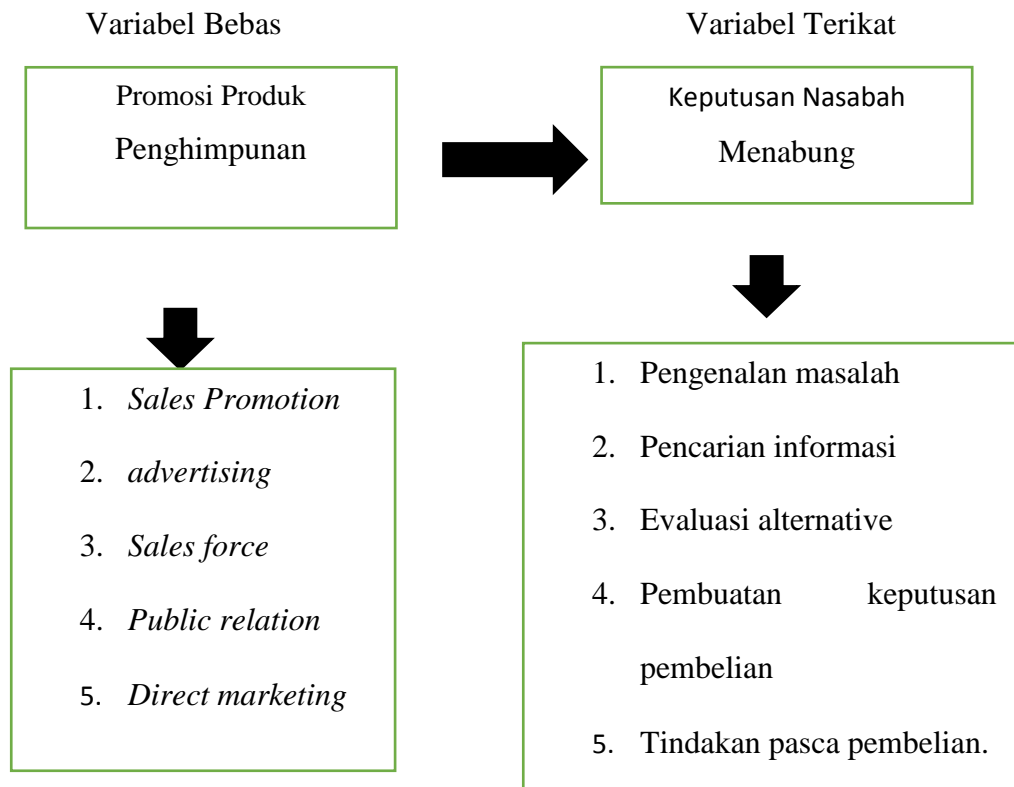 Variabel Bebas
Variabel Terikat
Promosi Produk
Penghimpunan
Keputusan Nasabah
Menabung
1. Sales Promotion
2. advertising
3. Sales force
4. Public relation
5. Direct marketing
1. Pengenalan masalah
2. Pencarian informasi
3. Evaluasi alternative
4. Pembuatan keputusan
pembelian
5. Tindakan pasca pembelian.